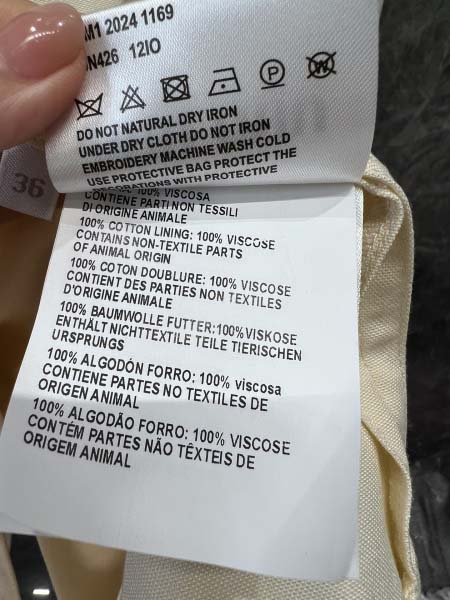 M1 2024 1169
N426 12IO
DO NOT NATURAL DRY IRON
UNDER DRY CLOTH DO NOT IRON
EMBROIDERY MACHINE WASH COLD
USE PROTECTIVE BAG PROTECT THE
DECORATIONS WITH PROTECTIVE
36
100% VISCOSA
CONTIENE PARTI NON TESSILI
DI ORIGINE ANIMALE
100% COTTON LINING: 100% VISCOSE
CONTAINS NON-TEXTILE PARTS
OF ANIMAL ORIGIN
100% COTON DOUBLURE: 100% VISCOSE
CONTIENT DES PARTIES NON TEXTILES
D'ORIGINE ANIMALE
100% BAUMWOLLE FUTTER:100%VISKOSE
ENTHÄLT NICHTTEXTILE TEILE TIERISCHEN
URSPRUNGS
100% ALGODÓN FORRO: 100% viscosa
CONTIENE PARTES NO TEXTILES DE
ORIGEN ANIMAL
100% ALGODÃO FORRO: 100% VISCOSE
CONTÉM PARTES NÃO TÊXTEIS DE
ORIGEM ANIMAL